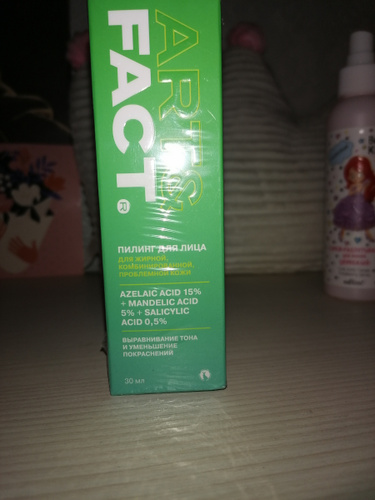 ART&
FACT®
ПИЛИНГ ДЛЯ ЛИЦА
ДЛЯ ЖИРНОЙ,
КОМБИНИРОВАННОЙ,
ПРОБЛЕМНОЙ КОЖИ
AZELAIC ACID 15%
+ MANDELIC ACID
5% + SALICYLIC
ACID 0,5%
ВЫРАВНИВАНИЕ ТОНА
И УМЕНЬШЕНИЕ
ПОКРАСНЕНИЙ
30 мл